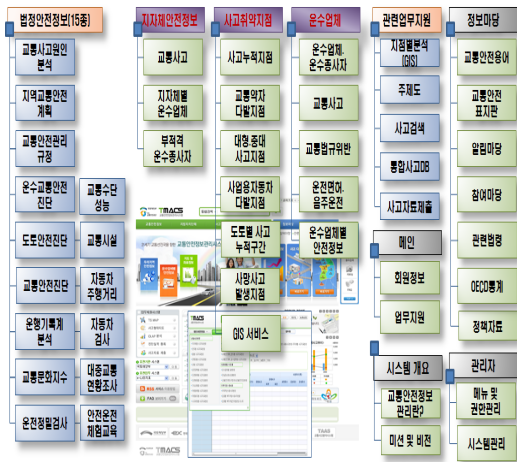 법정안전정보(15종)
교통사고원인
분석
지역교통안전
계획
교통안전관리
규정
운수교통안전
진단
도로안전진단
교통안전진단
운행기록계
분석
교통문화지수
운전정밀검사
교통수단
성능
교통시설
자동차
주행거리
자동차
검사
대중교통
현황조사
안전운전
체험교육
지자체안전정보
교통사고
지자체별
운수업체
부적격
운수종사자
사고취약지점
사고누적지점
교통약자
다발지점
대형,중대
사고지점
사업용자동차
다발지점
도로별 사고
누적구간
사망사고
발생지점
GIS 서비스
운수업체
운수업체,
운수종사자
교통사고
교통법규위반
운전면허,
음주운전
운수업체별
안전정보
관련업무지원
지점별분석
(GIS)
주제도
사고검색
통합사고DB
사고자료제출
메인
회원정보
업무지원
시스템 개요
교통안전정보
관리란?
미션 및 비전
정보마당
교통안전용어
교통안전
표지판
알림마당
참여마당
관련법령
OECD통계
정책자료
관리자
메뉴 및
권한관리
시스템관리
TMACS
교통안전정보관리시스템
TMACS
TAAS